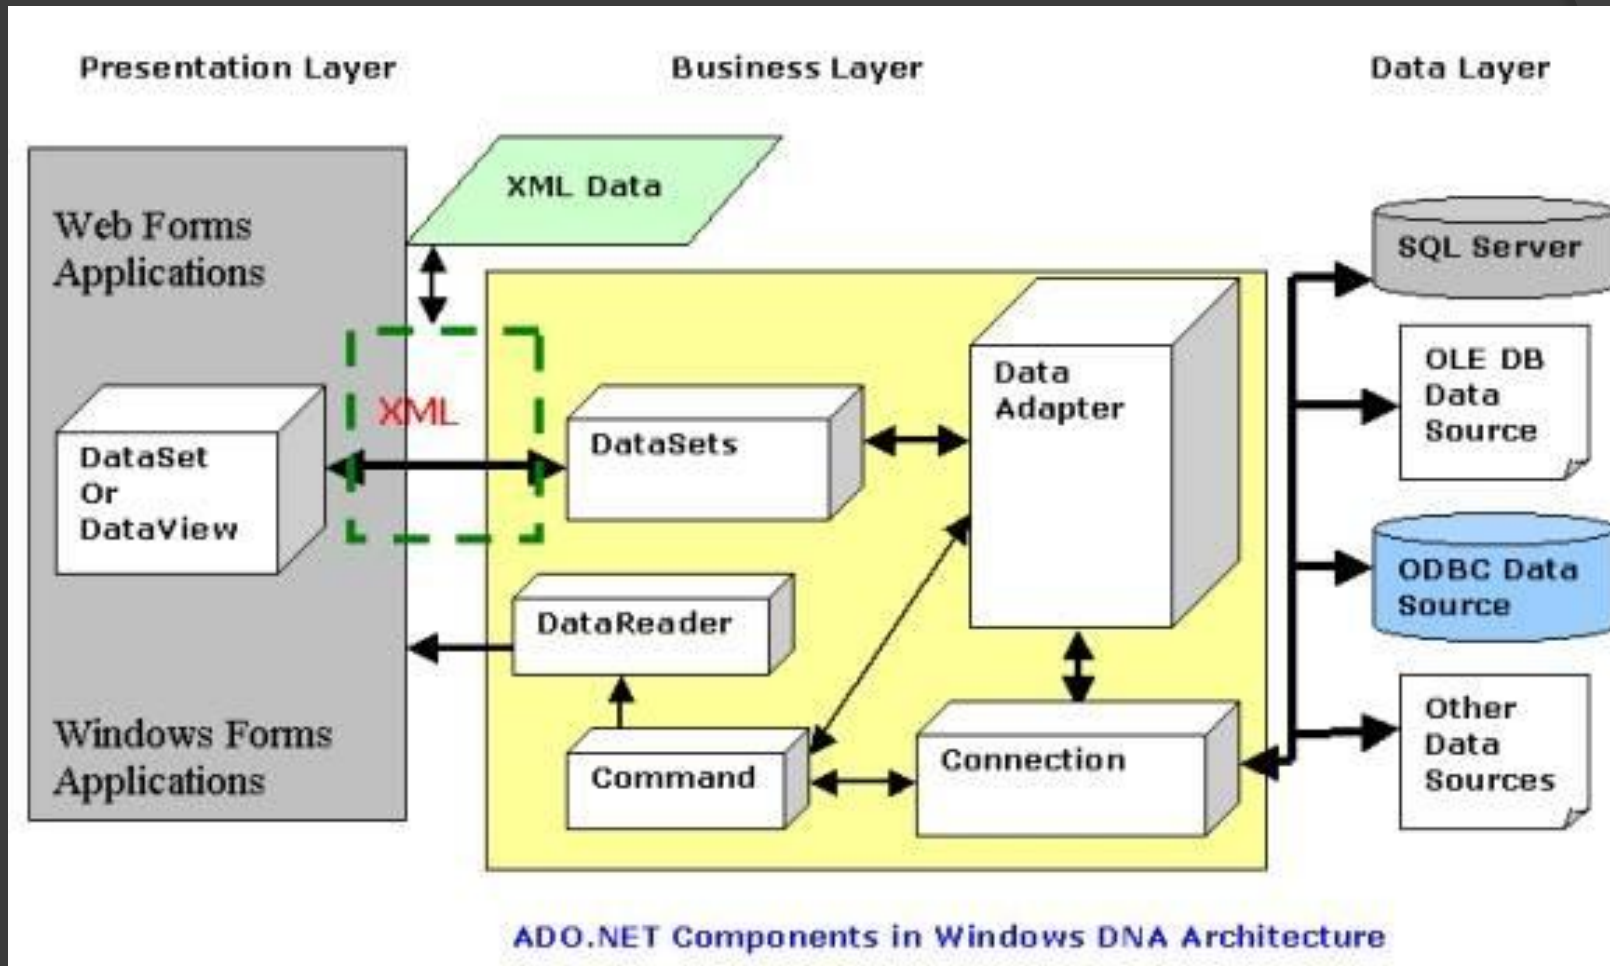 Presentation Layer
Business Layer
Data Layer
XML Data
Web Forms
Applications
SQL Server
XML
Data
Adapter
OLE DB
Data
Source
DataSet
Or
DataView
DataSets
DataReader
ODBC Data
Source
Windows Forms
Applications
Command
Connection
Other
Data
Sources
ADO.NET Components in Windows DNA Architecture